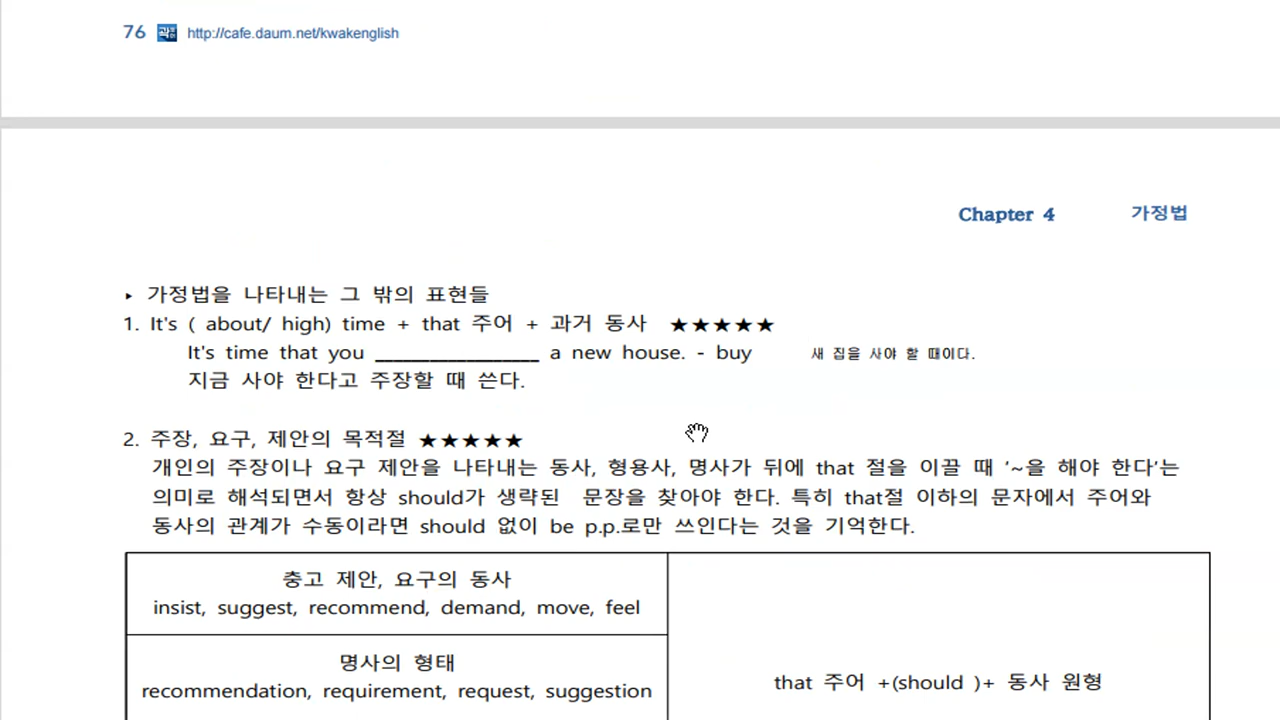 76 곽영어 http://cafe.daum.net/kwakenglish
Chapter 4 가정법
▸ 가정법을 나타내는 그 밖의 표현들
1. It's ( about/ high) time + that 주어 + 과거 동사 ★★★★★
It's time that you _________________ a new house. - buy 새 집을 사야 할 때이다.
지금 사야 한다고 주장할 때 쓴다.
2. 주장, 요구, 제안의 목적절 ★★★★★
개인의 주장이나 요구 제안을 나타내는 동사, 형용사, 명사가 뒤에 that 절을 이끌 때 '~을 해야 한다'는
의미로 해석되면서 항상 should가 생략된 문장을 찾아야 한다. 특히 that절 이하의 문자에서 주어와
동사의 관계가 수동이라면 should 없이 be p.p.로만 쓰인다는 것을 기억한다.
충고 제안, 요구의 동사
insist, suggest, recommend, demand, move, feel
명사의 형태
recommendation, requirement, request, suggestion
that 주어 +(should )+ 동사 원형